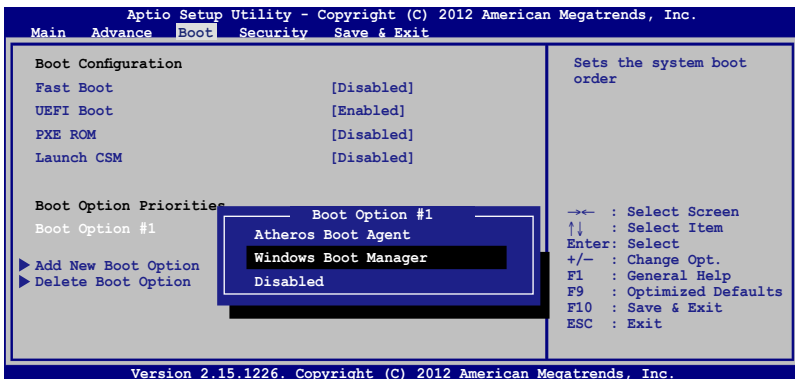 Aptio Setup Utility - Copyright (C) 2012 American Megatrends, Inc.
Main Advance Boot Security Save & Exit
Boot Configuration
Fast Boot [Disabled]
UEFI Boot [Enabled]
PXE ROM [Disabled]
Launch CSM [Disabled]
Boot Option Priorities
Boot Option #1
Add New Boot Option
Delete Boot Option
Boot Option #1
Atheros Boot Agent
Windows Boot Manager
Disabled
Sets the system boot
order
→← : Select Screen
↑↓ : Select Item
Enter: Select
+/— : Change Opt.
F1 : General Help
F9 : Optimized Defaults
F10 : Save & Exit
ESC : Exit
Version 2.15.1226. Copyright (C) 2012 American Megatrends, Inc.